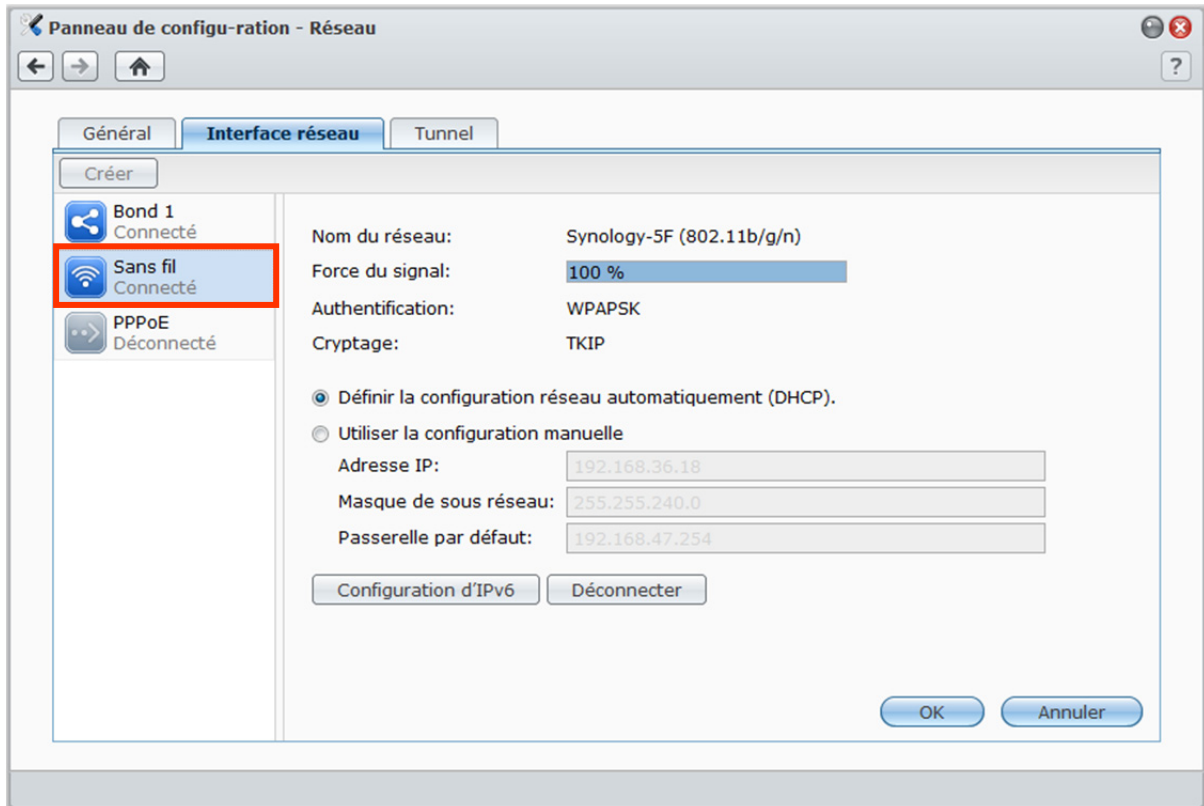 Panneau de configu-ration - Réseau
?
Général Interface réseau Tunnel
Créer
Bond 1
Connecté
Sans fil
Connecté
PPPoE
Déconnecté
Nom du réseau: Synology-5F (802.11b/g/n)
Force du signal: 100 %
Authentification: WPAPSK
Cryptage: TKIP
Définir la configuration réseau automatiquement (DHCP).
Utiliser la configuration manuelle
Adresse IP: 192.168.36.18
Masque de sous réseau: 255.255.240.0
Passerelle par défaut: 192.168.47.254
Configuration d'IPv6 Déconnecter
OK Annuler